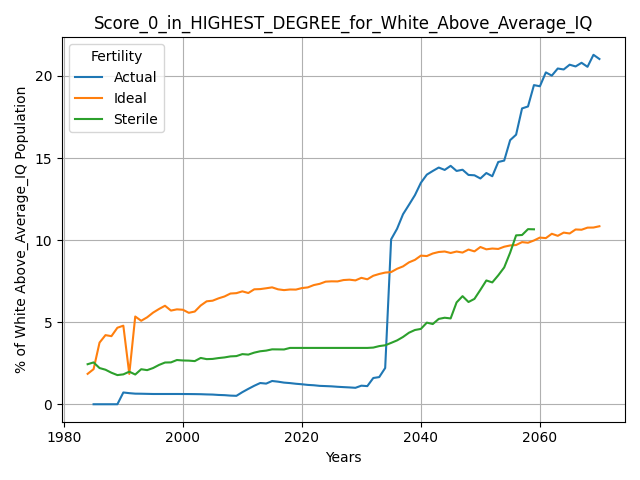 Score_0_in_HIGHEST_DEGREE_for_White_Above_Average_IQ
Fertility
Actual
Ideal
Sterile
% of White Above_Average_IQ Population
20
15
10
5
0
1980
2000
2020
2040
2060
Years